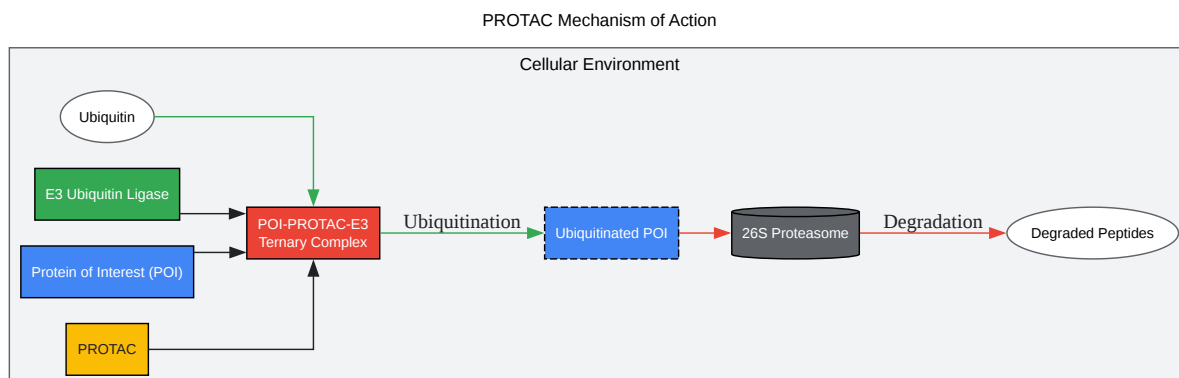 PROTAC Mechanism of Action
Cellular Environment
Ubiquitin
E3 Ubiquitin Ligase
Protein of Interest (POI)
PROTAC
POI-PROTAC-E3
Ternary Complex
Ubiquitination
Ubiquitinated POI
26S Proteasome
Degradation
Degraded Peptides